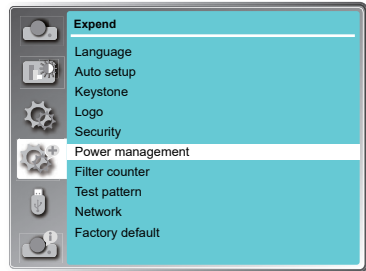 Expend
Language
Auto setup
Keystone
Logo
Security
Power management
Filter counter
Test pattern
Network
Factory default